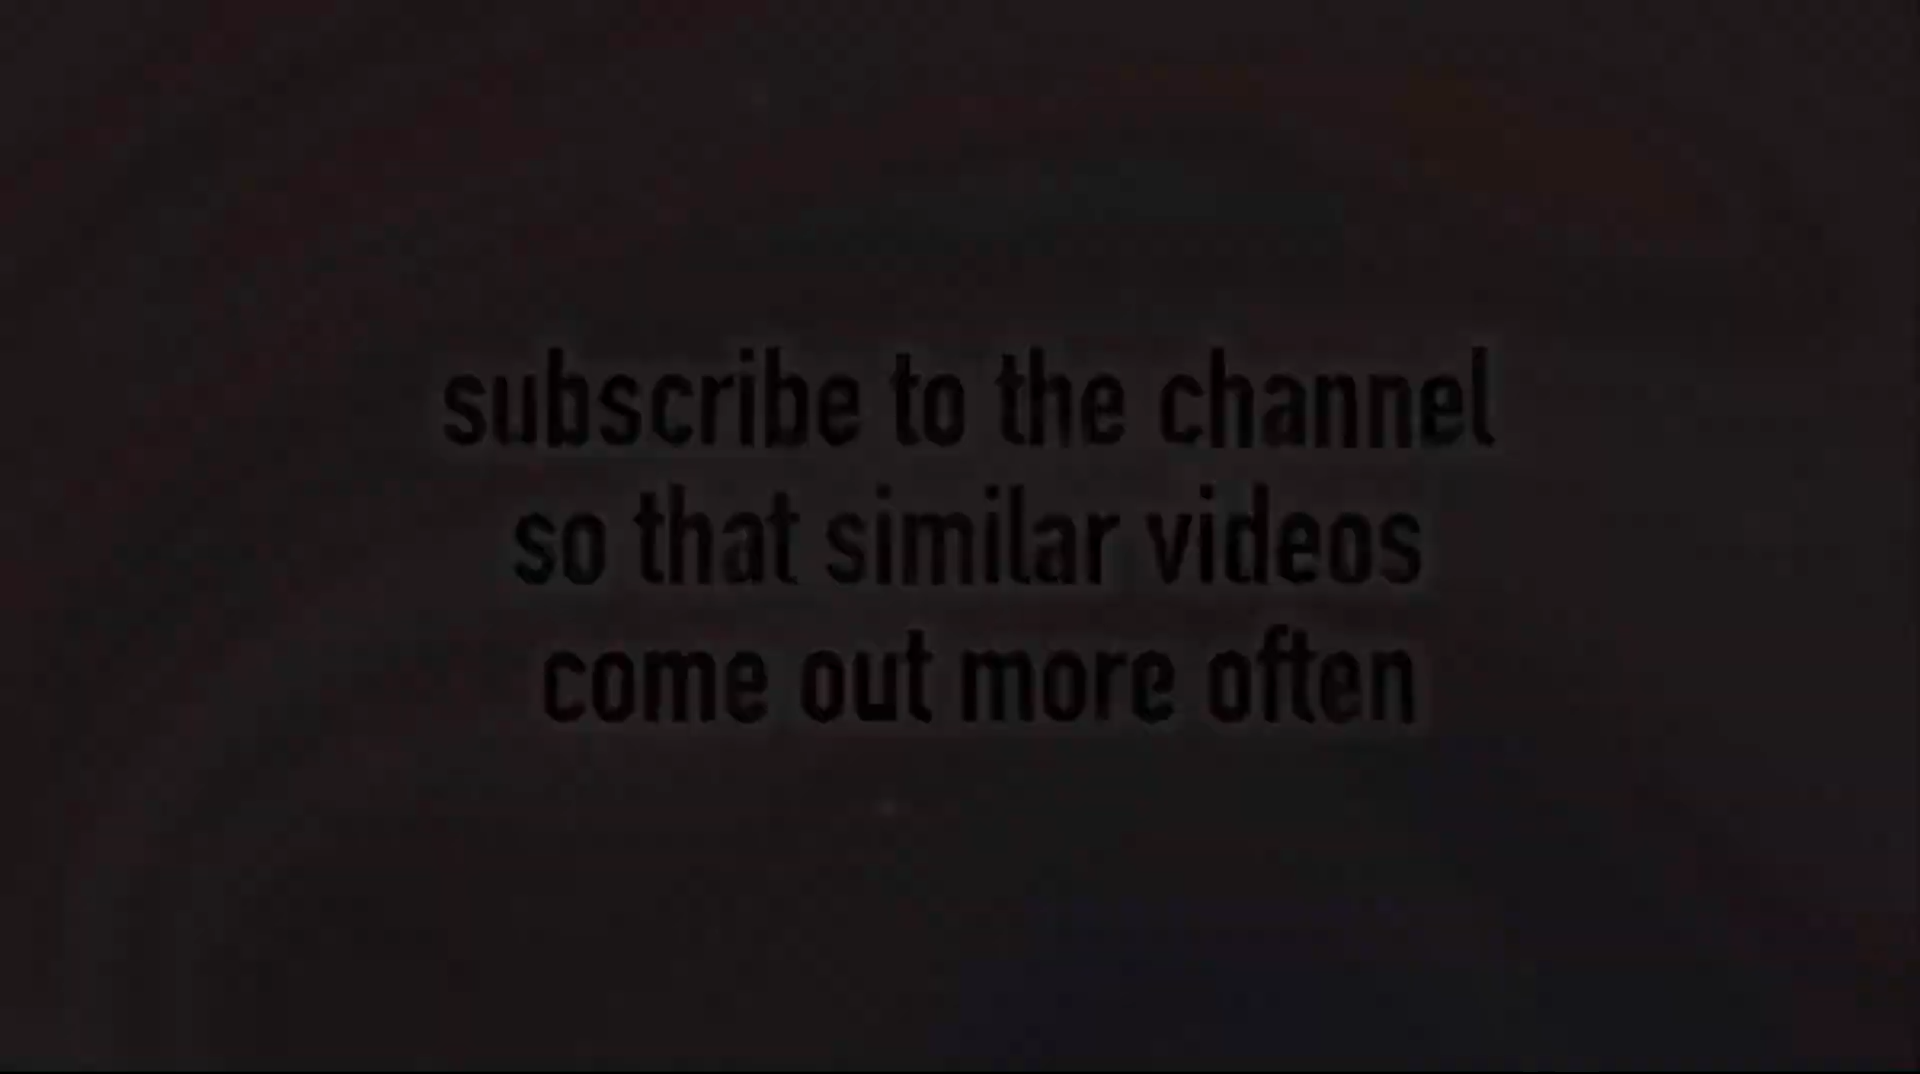 subscribe to the channel
so that similar videos
come out more often